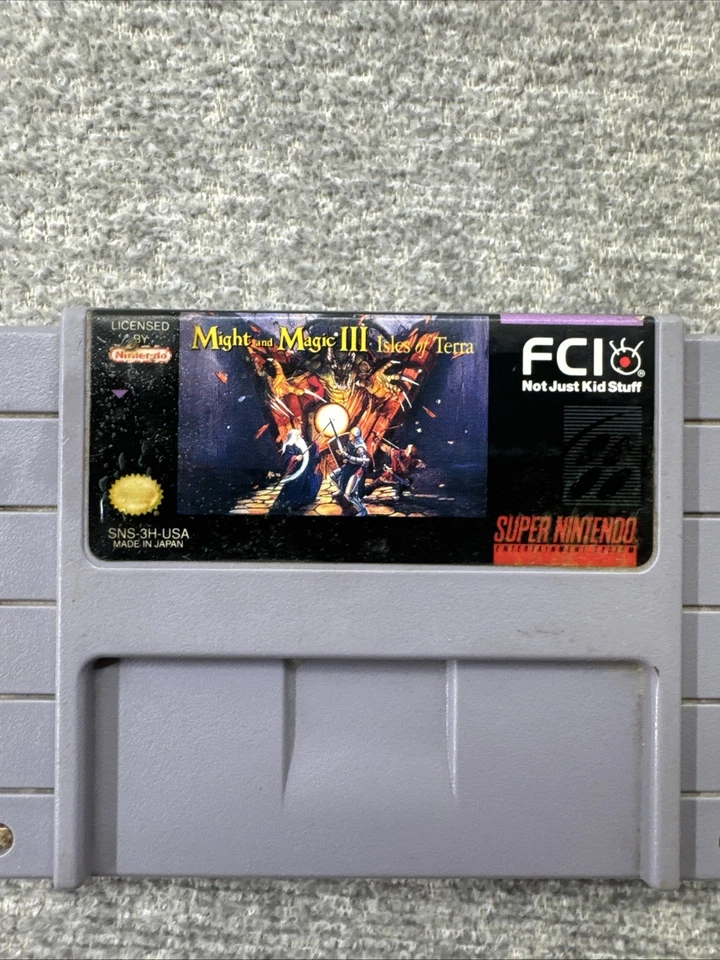 LICENSED
BY
Nintendo
SNS-3H-USA
MADE IN JAPAN
Might and Magic III Isles of Terra
FCI®
Not Just Kid Stuff
SUPER NINTENDO
ENTERTAINMENT SYSTEM